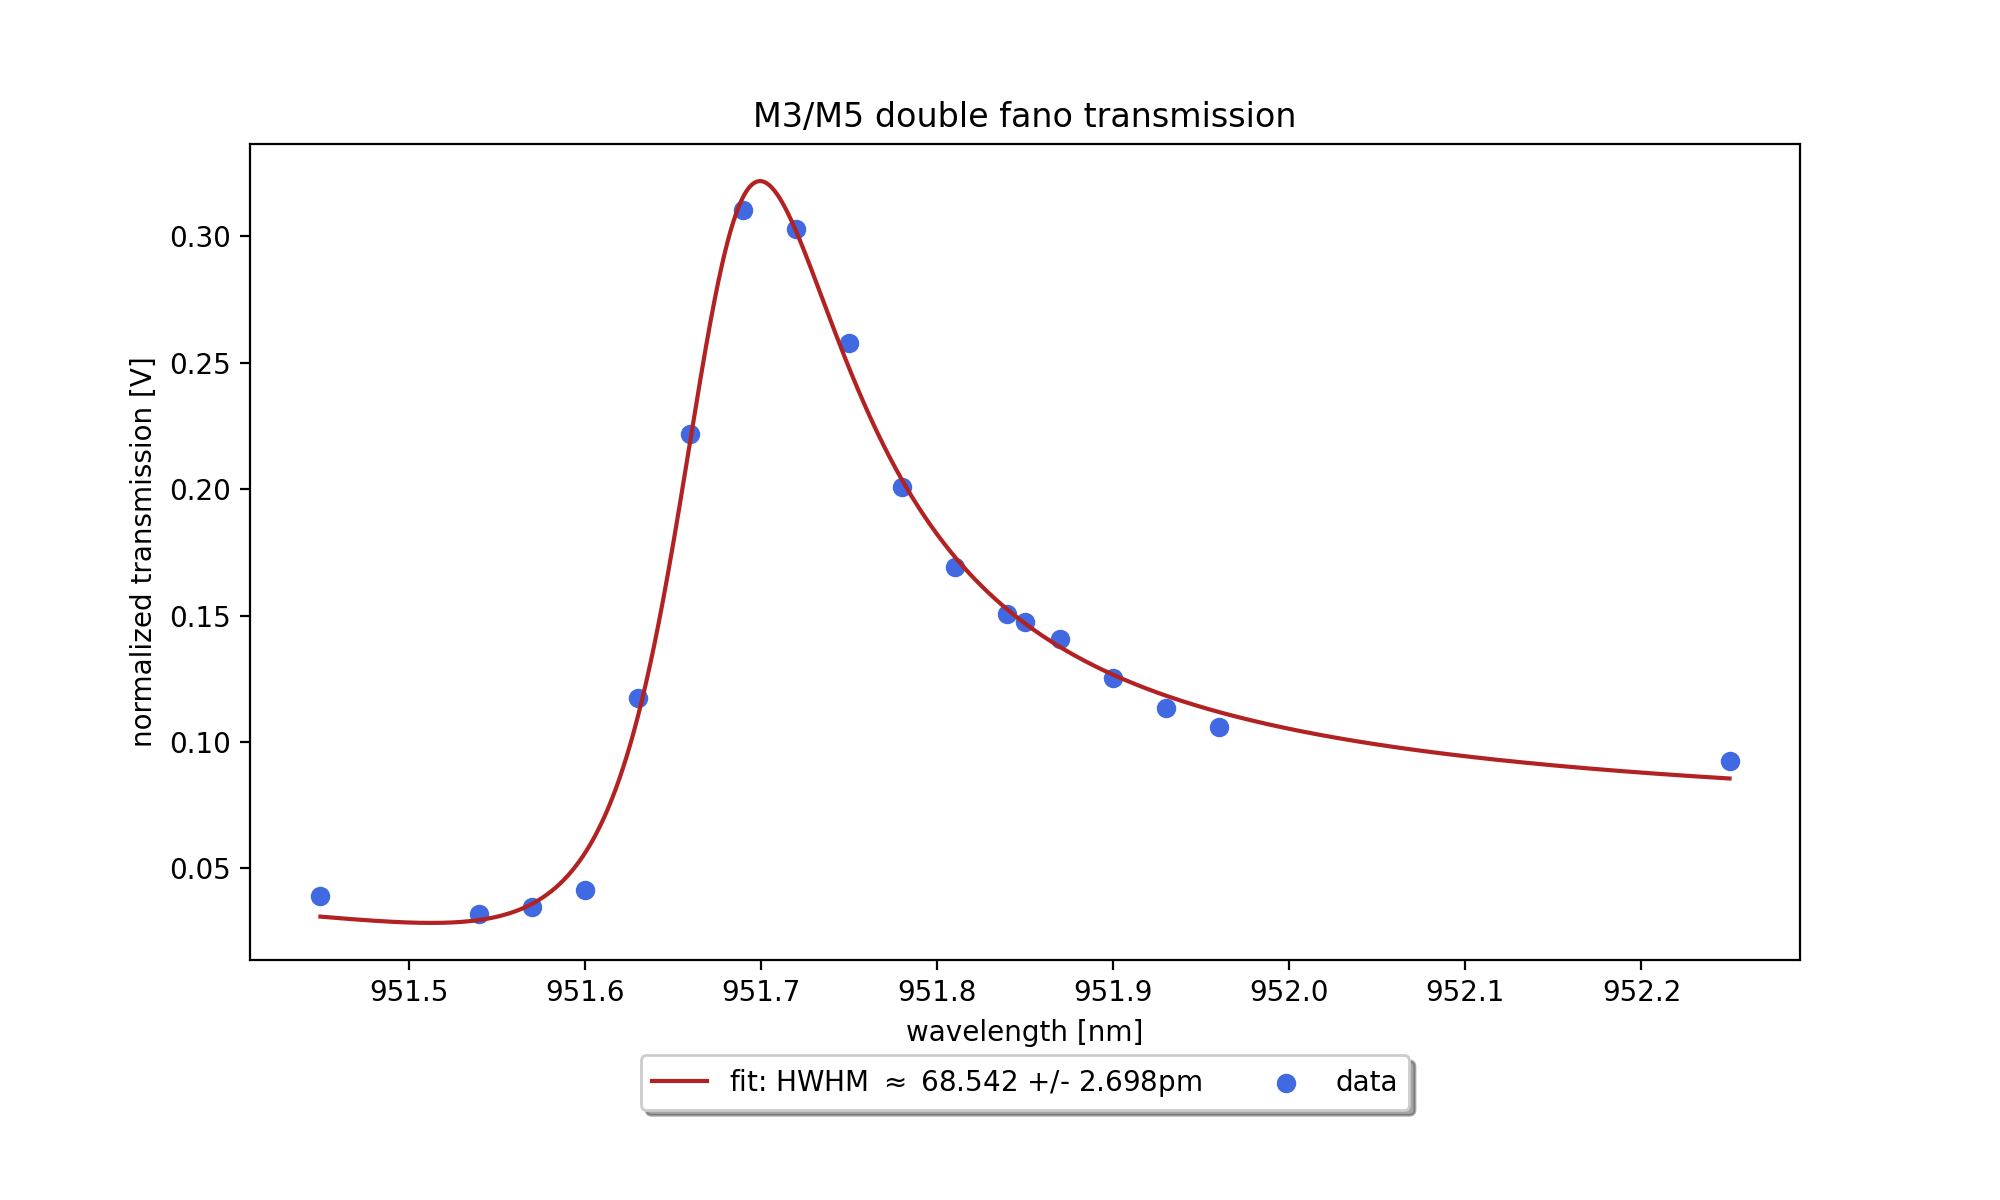 M3/M5 double fano transmission
normalized transmission [V]
0.30
0.25
0.20
0.15
0.10
0.05
951.5 951.6 951.7 951.8 951.9 952.0 952.1 952.2
wavelength [nm]
fit: HWHM ≈ 68.542 +/- 2.698pm data